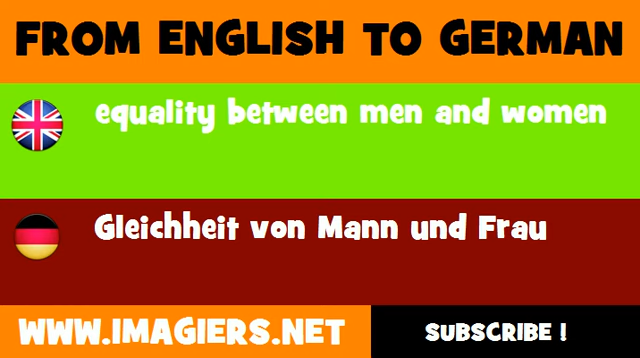 FROM ENGLISH TO GERMAN
equality between men and women
Gleichheit von Mann und Frau
WWW.IMAGIERS.NET
SUBSCRIBE !